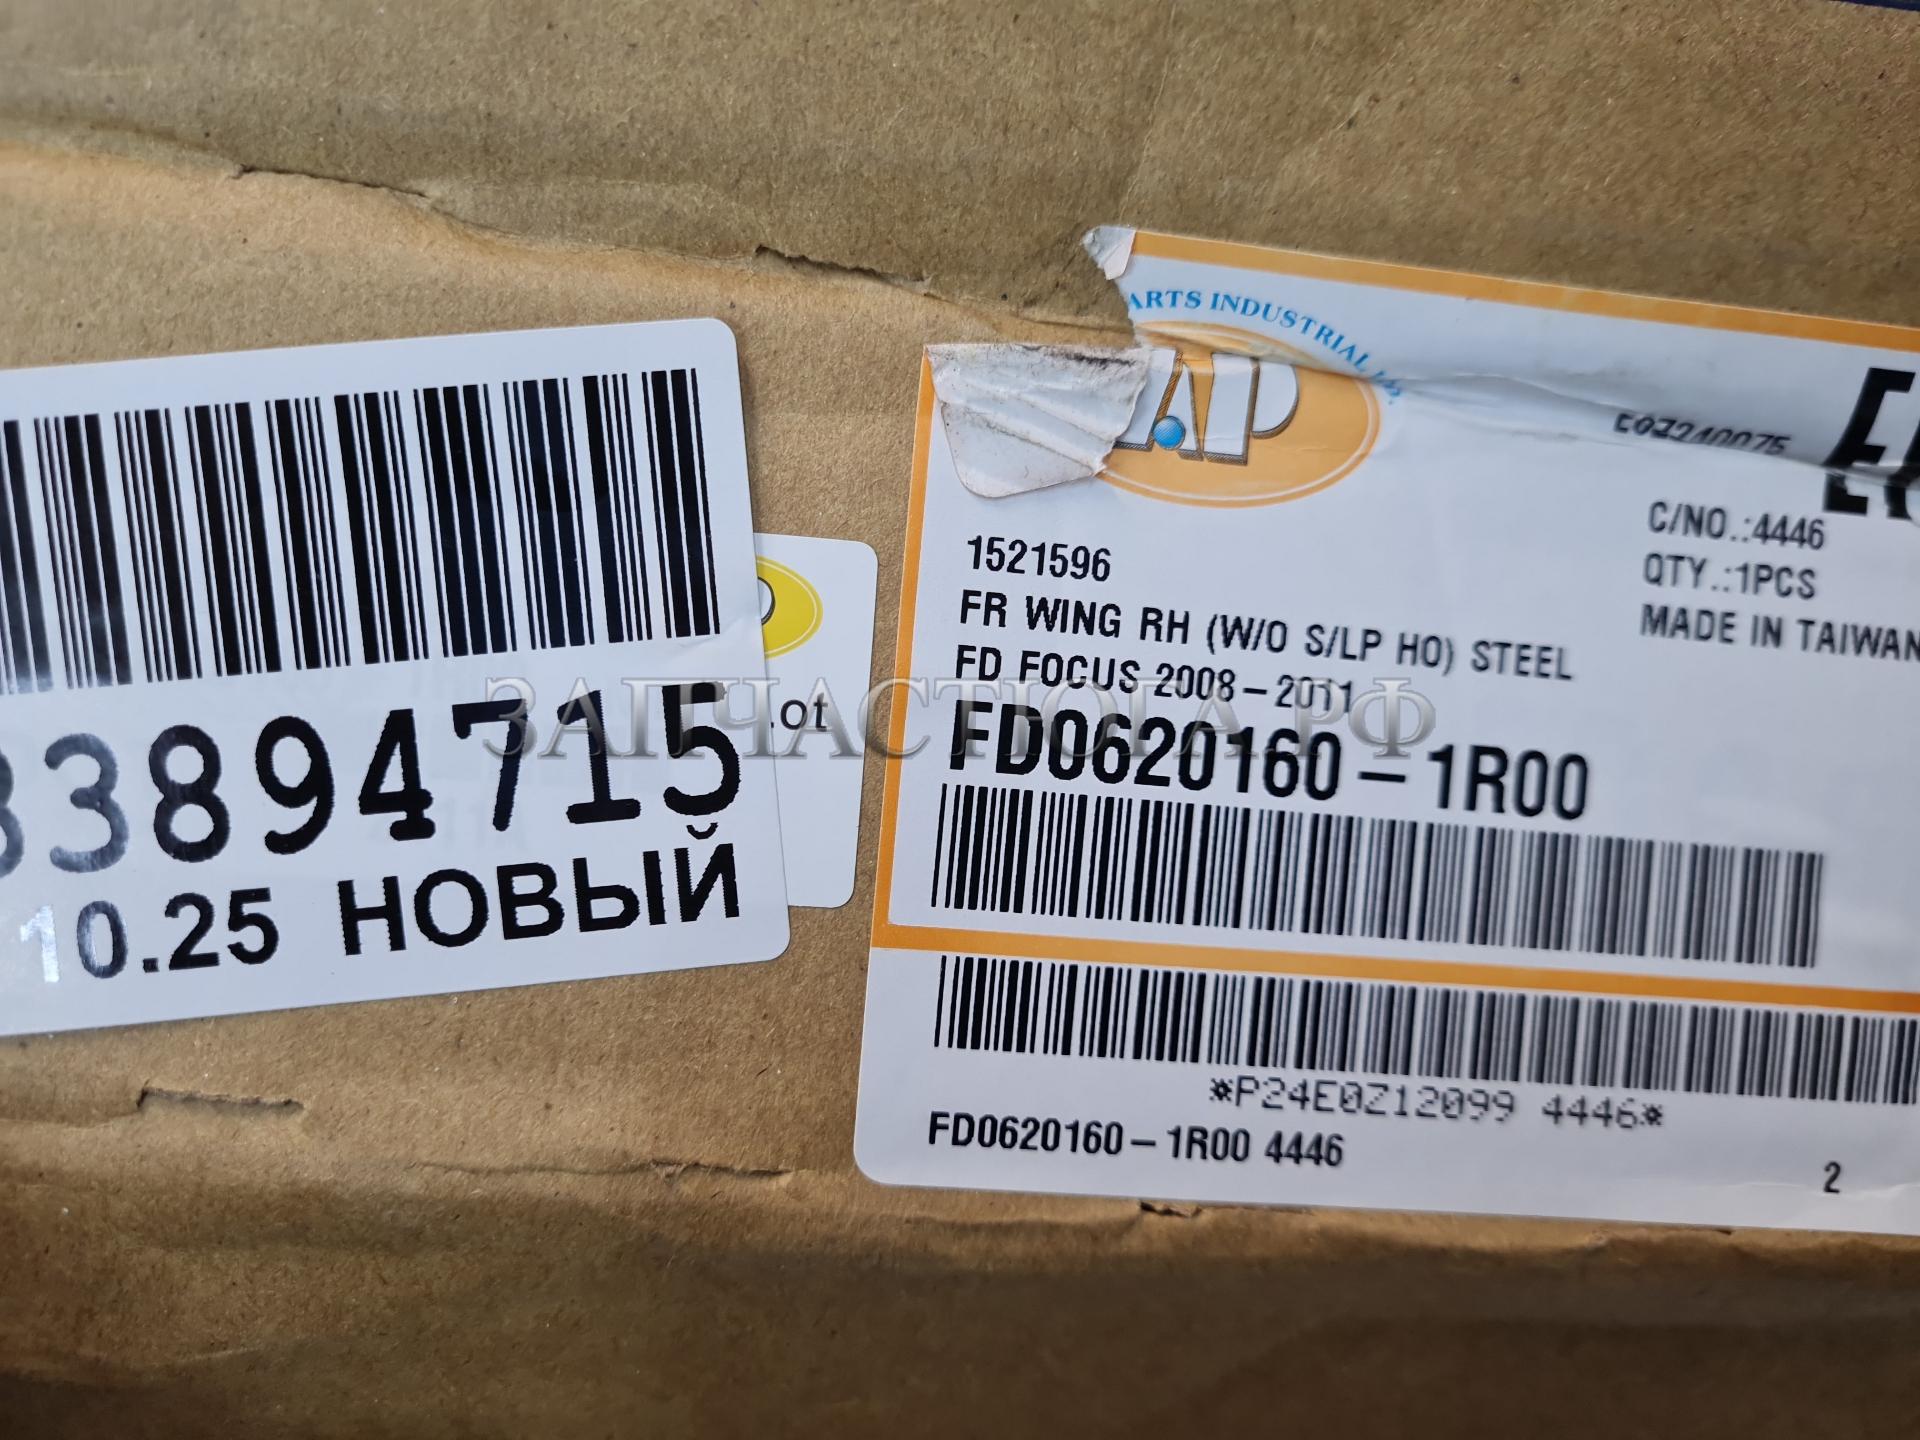 33894715
10.25 НОВЫЙ
.ot
ARTS INDUSTRIAL
AP
C/NO.:4446
QTY.:1PCS
MADE IN TAIWAN
1521596
FR WING RH (W/O S/LP HO) STEEL
FD FOCUS 2008-2011
FD0620160-1R00
*P24E0Z12099 4446*
FD0620160-1R00 4446
2
ЗАПЧАСТЮГА.РФ